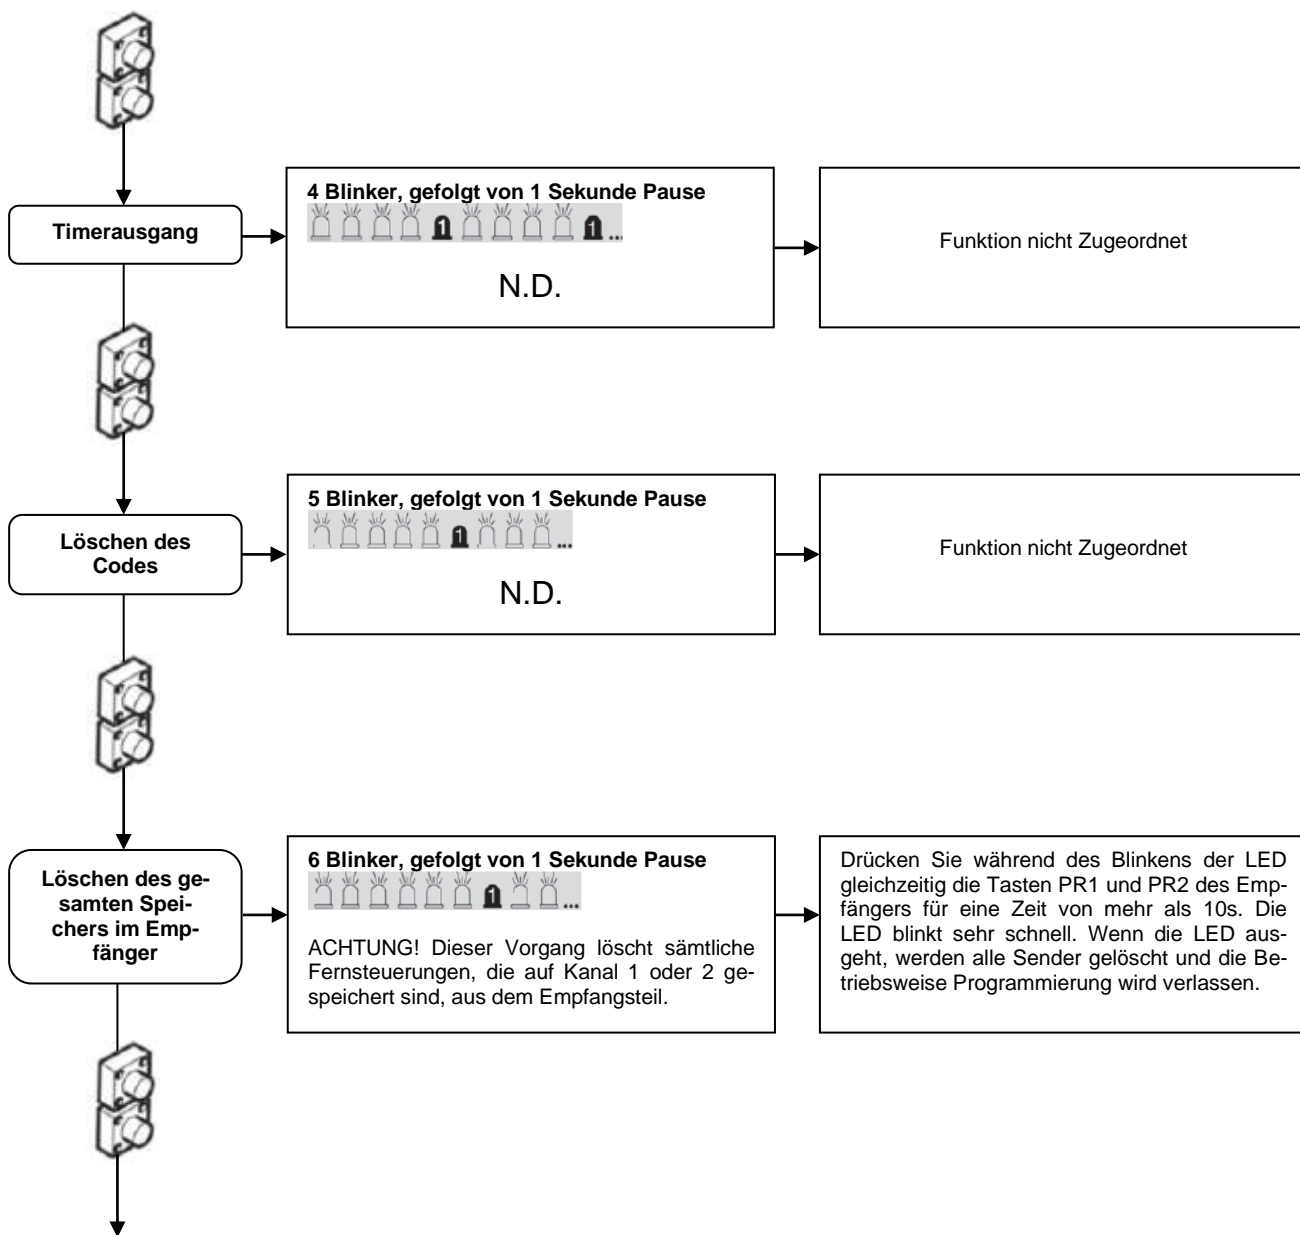 4 Blinker, gefolgt von 1 Sekunde Pause
1 1 ...
Timerausgang
N.D.
Funktion nicht Zugeordnet
5 Blinker, gefolgt von 1 Sekunde Pause
1 ...
Löschen des
Codes
N.D.
Funktion nicht Zugeordnet
6 Blinker, gefolgt von 1 Sekunde Pause
1 ...
Löschen des ge-
samten Spei-
chers im Emp-
fänger
ACHTUNG! Dieser Vorgang löscht sämtliche
Fernsteuerungen, die auf Kanal 1 oder 2 ge-
speichert sind, aus dem Empfangsteil.
Drücken Sie während des Blinkens der LED
gleichzeitig die Tasten PR1 und PR2 des Emp-
fängers für eine Zeit von mehr als 10s. Die
LED blinkt sehr schnell. Wenn die LED aus-
geht, werden alle Sender gelöscht und die Be-
triebsweise Programmierung wird verlassen.